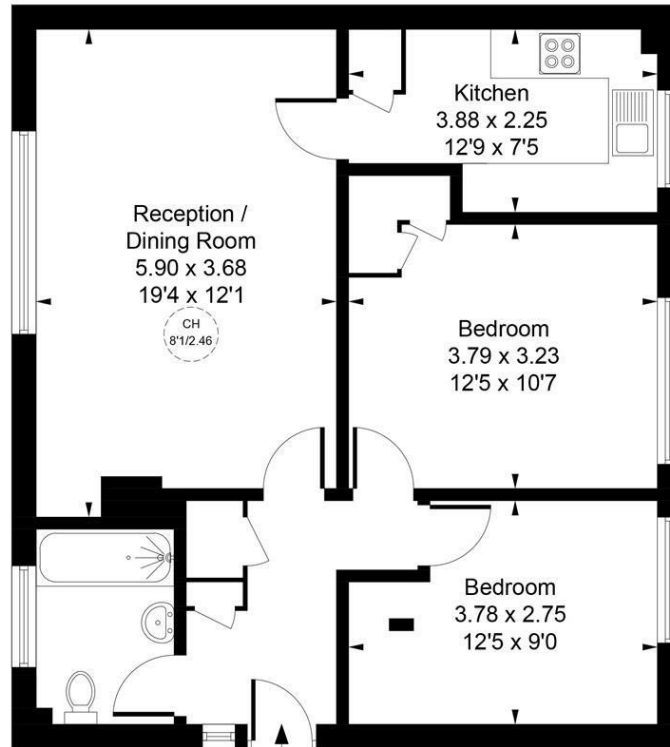 Kitchen
3.88 x 2.25
12'9 x 7'5
Reception /
Dining Room
5.90 x 3.68
19'4 x 12'1
CH
8'1/2.46
Bedroom
3.79 x 3.23
12'5 x 10'7
Bedroom
3.78 x 2.75
12'5 x 9'0